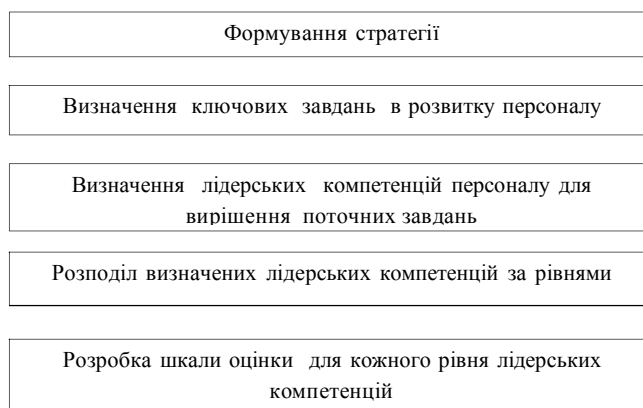 Формування стратегії
Визначення ключових завдань в розвитку персоналу
Визначення лідерських компетенцій персоналу для
вирішення поточних завдань
Розподіл визначених лідерських компетенцій за рівнями
Розробка шкали оцінки для кожного рівня лідерських
компетенцій